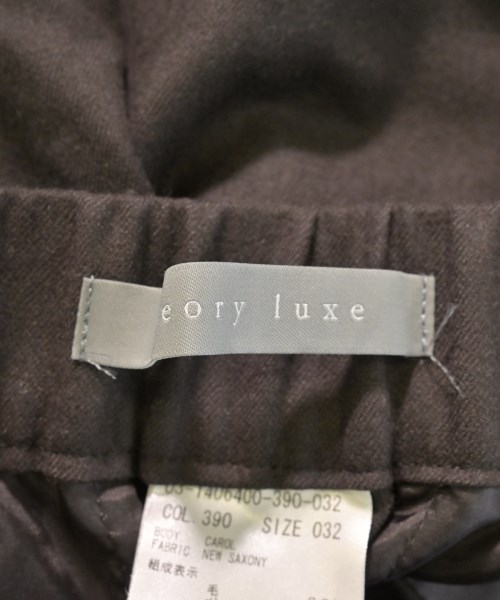 eory luxe
03-1406400-390-032
COL. 390 SIZE 032
BODY CAROL
FABRIC NEW SAXONY
組成表示
毛